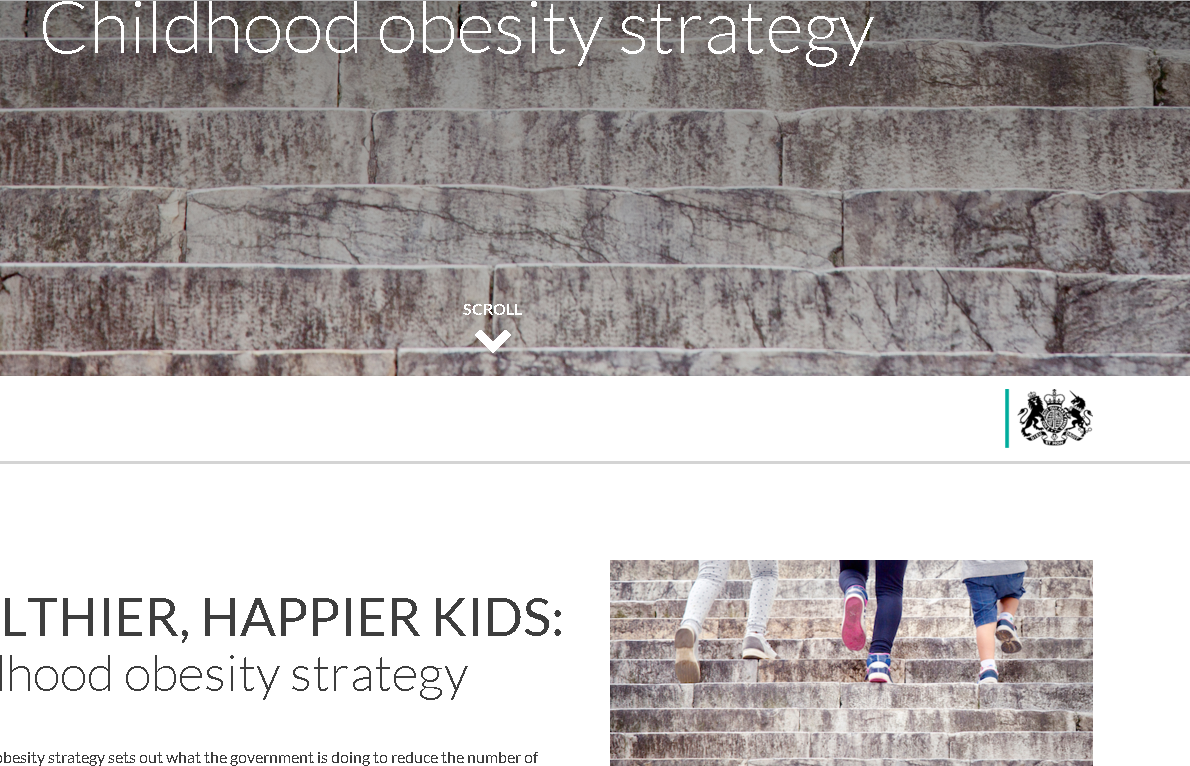 Childhood obesity strategy
SCROLL
LTHIER, HAPPIER KIDS:
lhood obesity strategy
obesity strategy sets out what the government is doing to reduce the number of